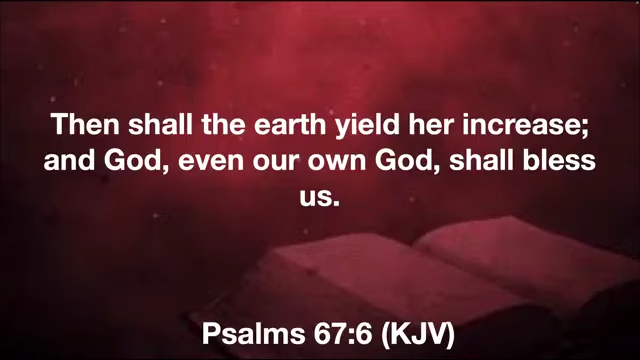 Then shall the earth yield her increase;
and God, even our own God, shall bless
us.
Psalms 67:6 (KJV)